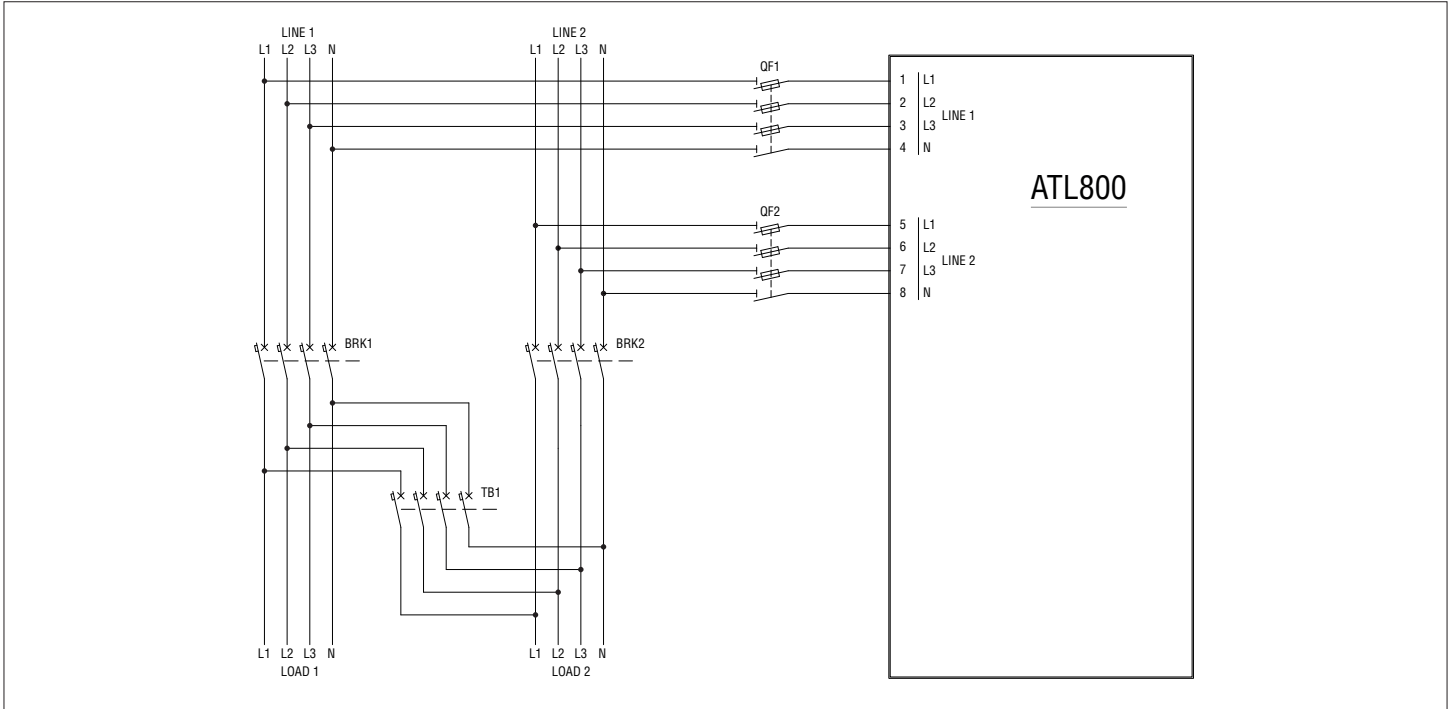 LINE 1
L1 L2 L3 N
LINE 2
L1 L2 L3 N
QF1
1 L1
2 L2
3 L3
LINE 1
4 N
ATL800
QF2
5 L1
6 L2
7 L3
LINE 2
8 N
BRK1
BRK2
TB1
L1 L2 L3 N
LOAD 1
L1 L2 L3 N
LOAD 2